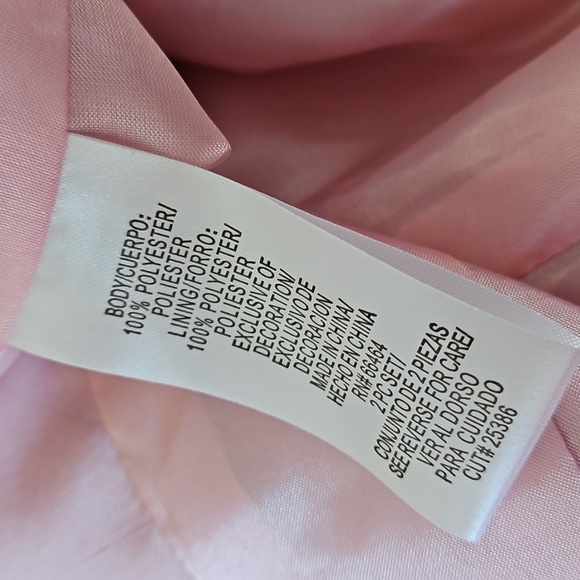 BODY/CUERPO:
100% POLYESTER/
POLIESTER
LINING/FORRO:
100% POLYESTER/
POLIESTER
EXCLUSIVE OF
DECORATION/
EXCLUSIVO DE
DECORACION
MADE IN CHINA/
HECHO EN CHINA
RN# 66464
2 PC SET/
CONJUNTO DE 2 PIEZAS
SEE REVERSE FOR CARE/
VER AL DORSO
PARA CUIDADO
CUT# 25386